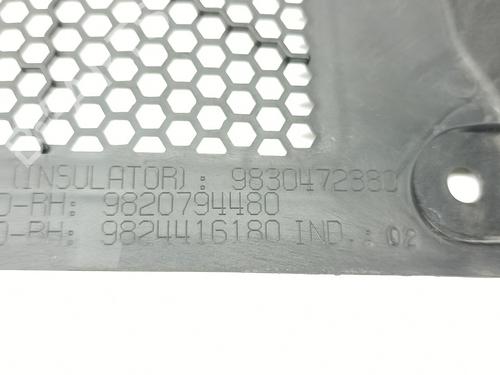 (INSULATOR): 9830472380
D-RH: 9820794480
D-RH: 9824416180 IND.: 02